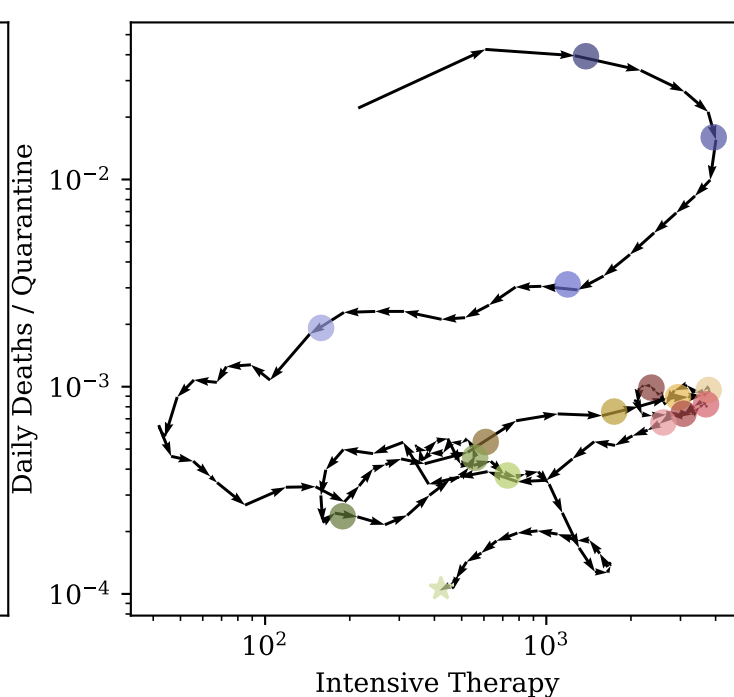 Daily Deaths / Quarantine
10⁻²
10⁻³
10⁻⁴
10² 10³
Intensive Therapy